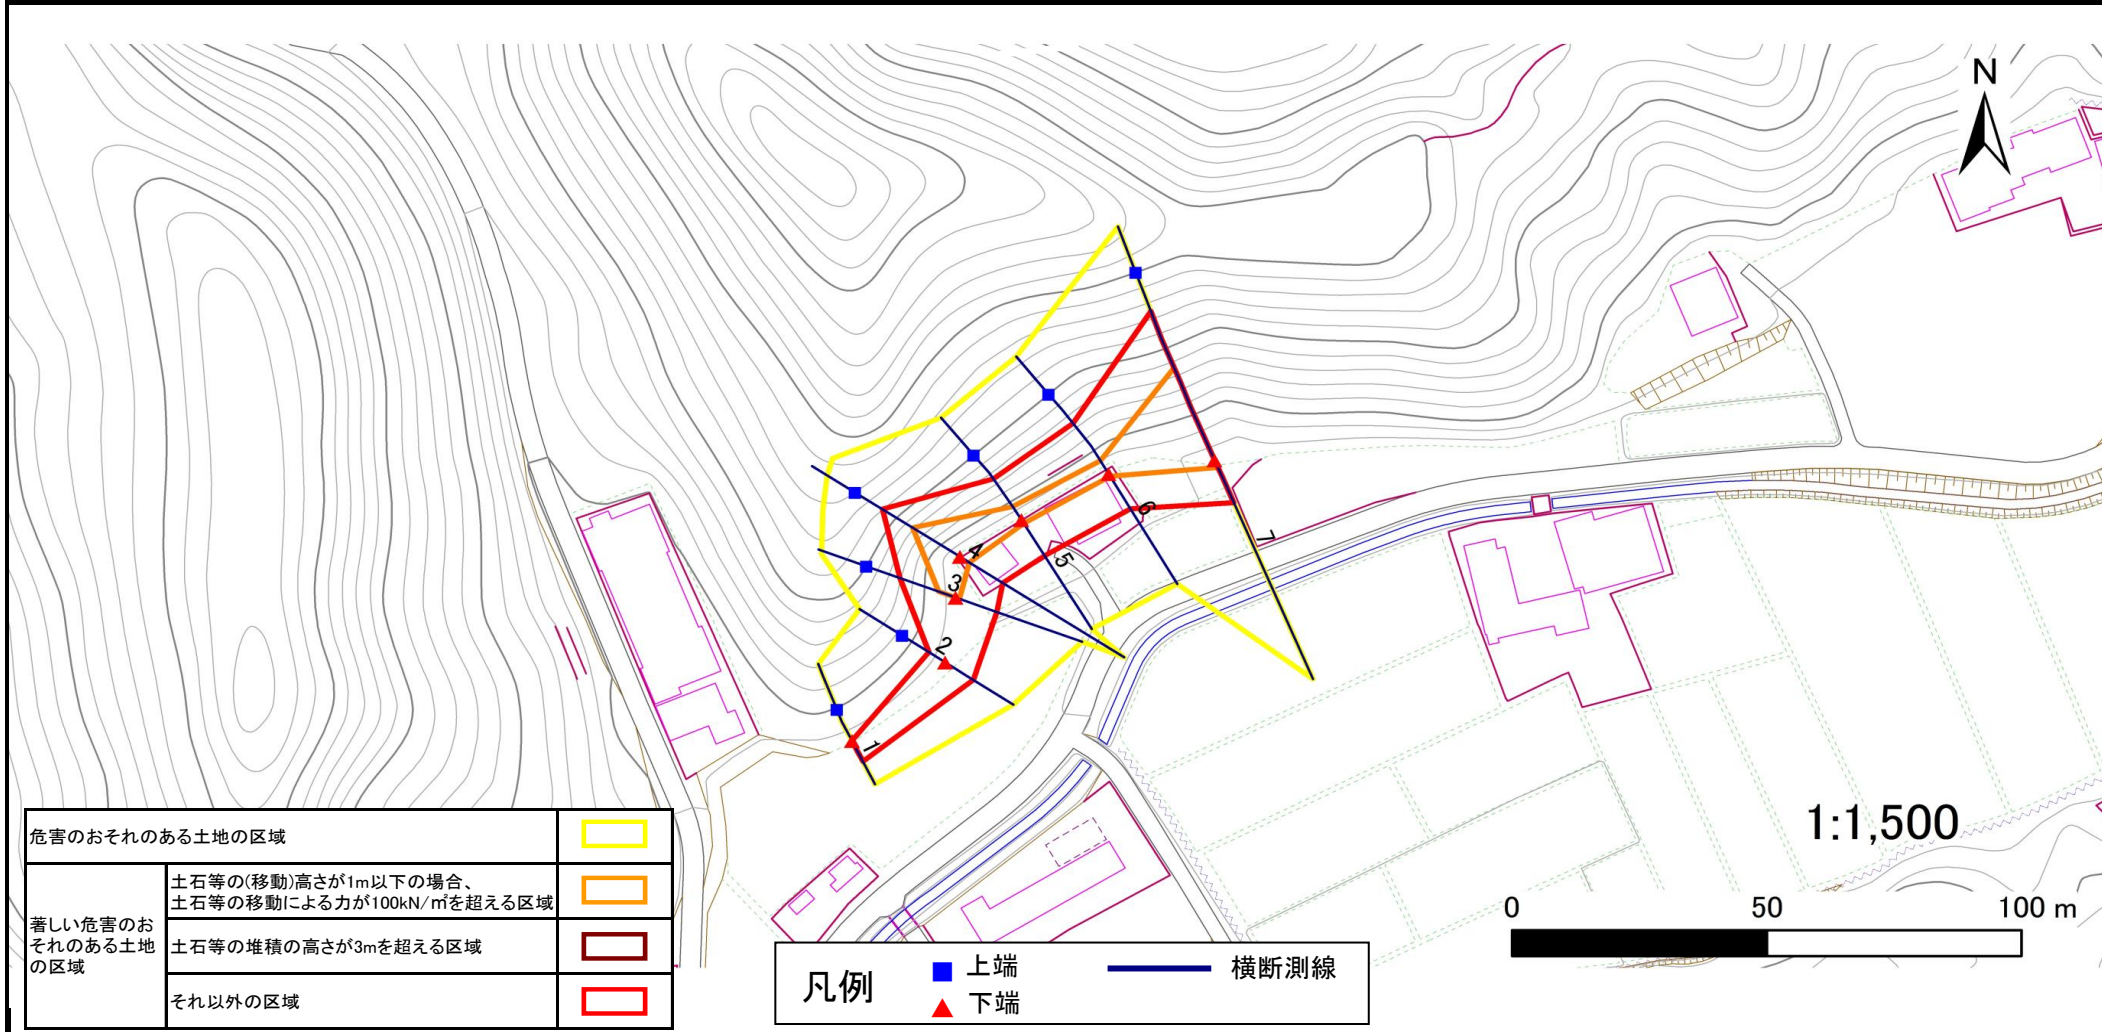 N
7
6
5
4
3
2
1
1:1,500
0 50 100 m
危害のおそれのある土地の区域
著しい危害のお
それのある土地
の区域
土石等の(移動)高さが1m以下の場合、
土石等の移動による力が100kN/㎡を超える区域
土石等の堆積の高さが3mを超える区域
それ以外の区域
凡例
上端
下端
横断測線